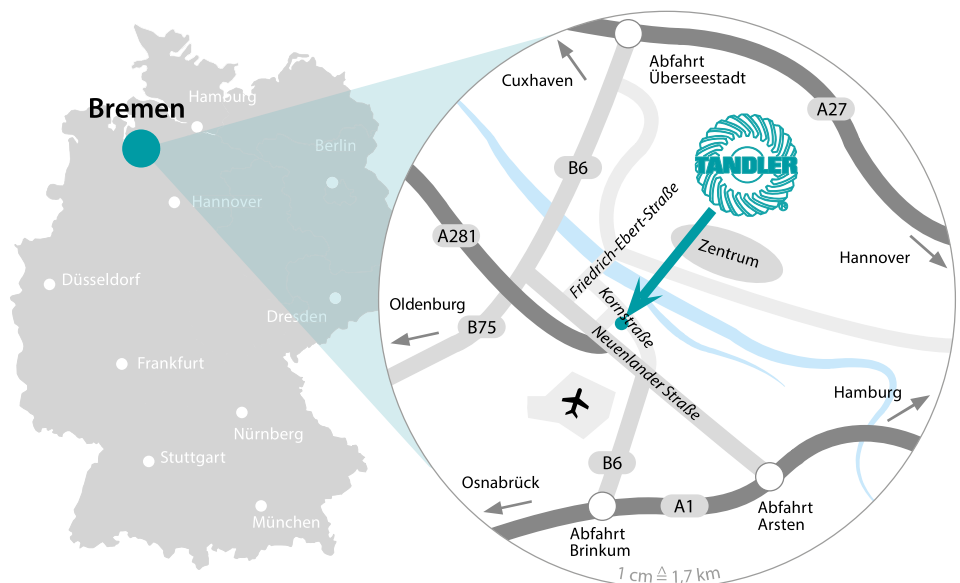 Bremen
Hamburg
Berlin
Hannover
Düsseldorf
Dresden
Frankfurt
Nürnberg
Stuttgart
München
Cuxhaven
Abfahrt
Überseestadt
A27
TANDLER
®
B6
A281
Friedrich-Ebert-Straße
Zentrum
Hannover
Oldenburg
B75
Kornstraße
Neuenlander Straße
Hamburg
B6
Osnabrück
A1
Abfahrt
Arsten
Abfahrt
Brinkum
1 cm ≙ 1,7 km